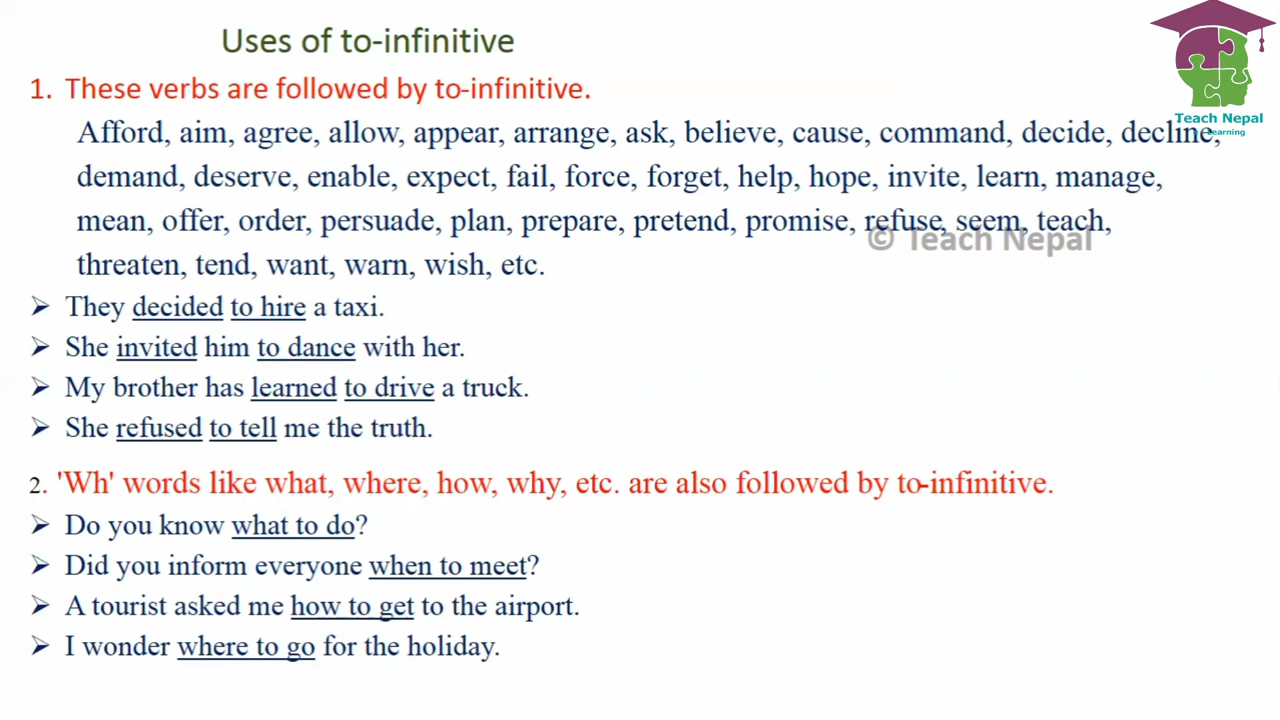 Uses of to-infinitive
1. These verbs are followed by to-infinitive.
Afford, aim, agree, allow, appear, arrange, ask, believe, cause, command, decide, decline,
demand, deserve, enable, expect, fail, force, forget, help, hope, invite, learn, manage,
mean, offer, order, persuade, plan, prepare, pretend, promise, refuse, seem, teach,
threaten, tend, want, warn, wish, etc.
➢ They decided to hire a taxi.
➢ She invited him to dance with her.
➢ My brother has learned to drive a truck.
➢ She refused to tell me the truth.
2. 'Wh' words like what, where, how, why, etc. are also followed by to-infinitive.
➢ Do you know what to do?
➢ Did you inform everyone when to meet?
➢ A tourist asked me how to get to the airport.
➢ I wonder where to go for the holiday.
Teach Nepal
Learning
© Teach Nepal